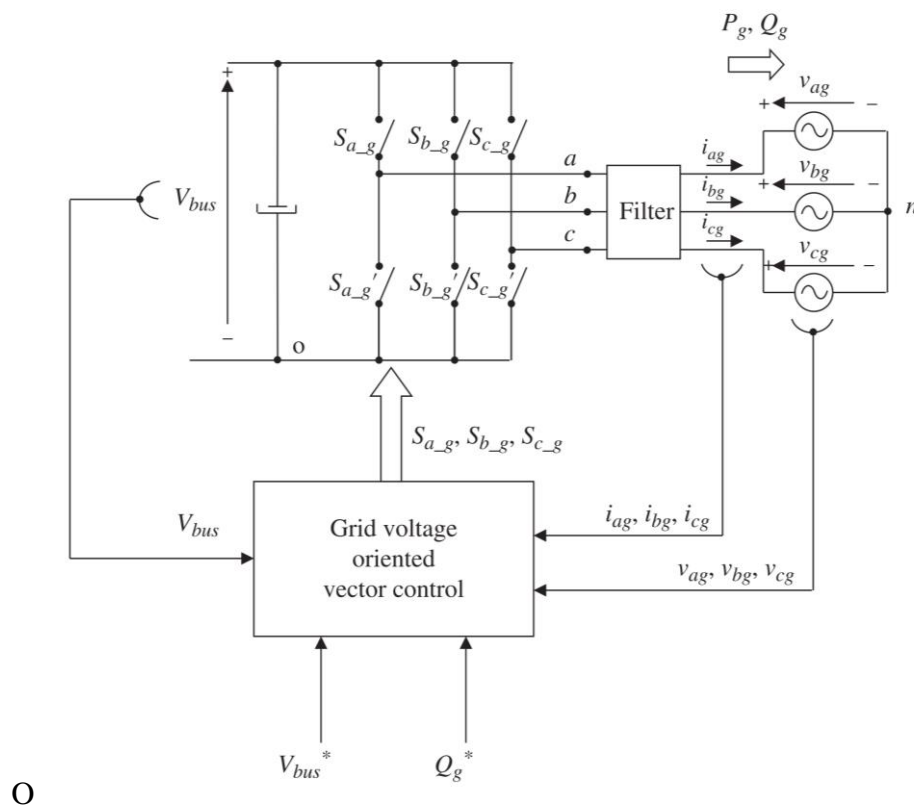 P_g, Q_g
+ v_ag −
+
S_a_g S_b_g S_c_g
a
i_ag
+ v_bg −
V_bus
b
Filter
i_bg
n
c
i_cg
+ v_cg −
S_a_g′ S_b_g′ S_c_g′
−
o
S_a_g, S_b_g, S_c_g
V_bus
Grid voltage
oriented
vector control
i_ag, i_bg, i_cg
v_ag, v_bg, v_cg
V_bus* Q_g*
O